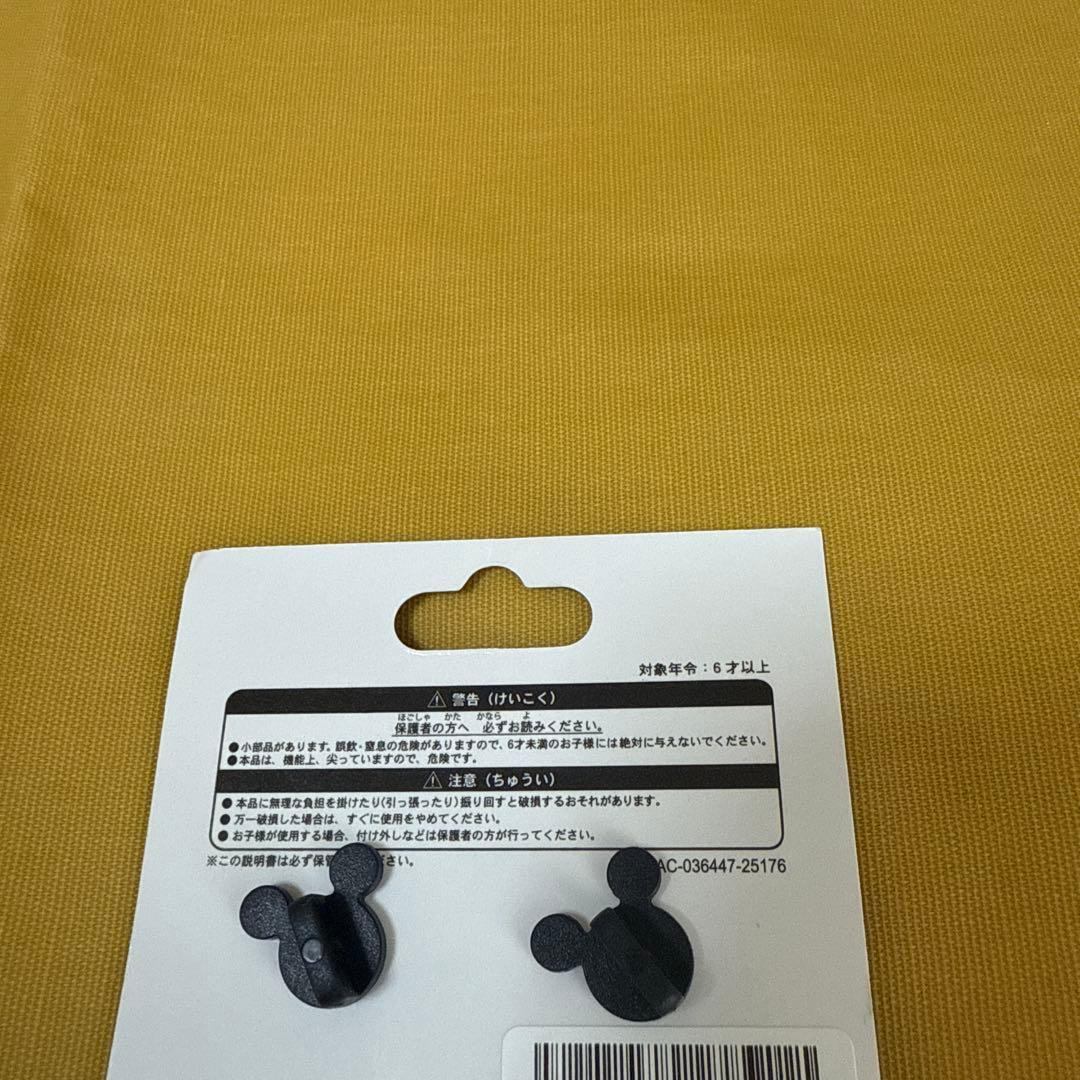 対象年令：6才以上
⚠ 警告（けいこく）
ほごしゃ かた かなら よ
保護者の方へ 必ずお読みください。
●小部品があります。誤飲・窒息の危険がありますので、6才未満のお子様には絶対に与えないでください。
●本品は、機能上、尖っていますので、危険です。
⚠ 注意（ちゅうい）
●本品に無理な負担を掛けたり（引っ張ったり）振り回すと破損するおそれがあります。
●万一破損した場合は、すぐに使用をやめてください。
●お子様が使用する場合、付け外しなどは保護者の方が行ってください。
※この説明書は必ず保 ださい。
AC-036447-25176